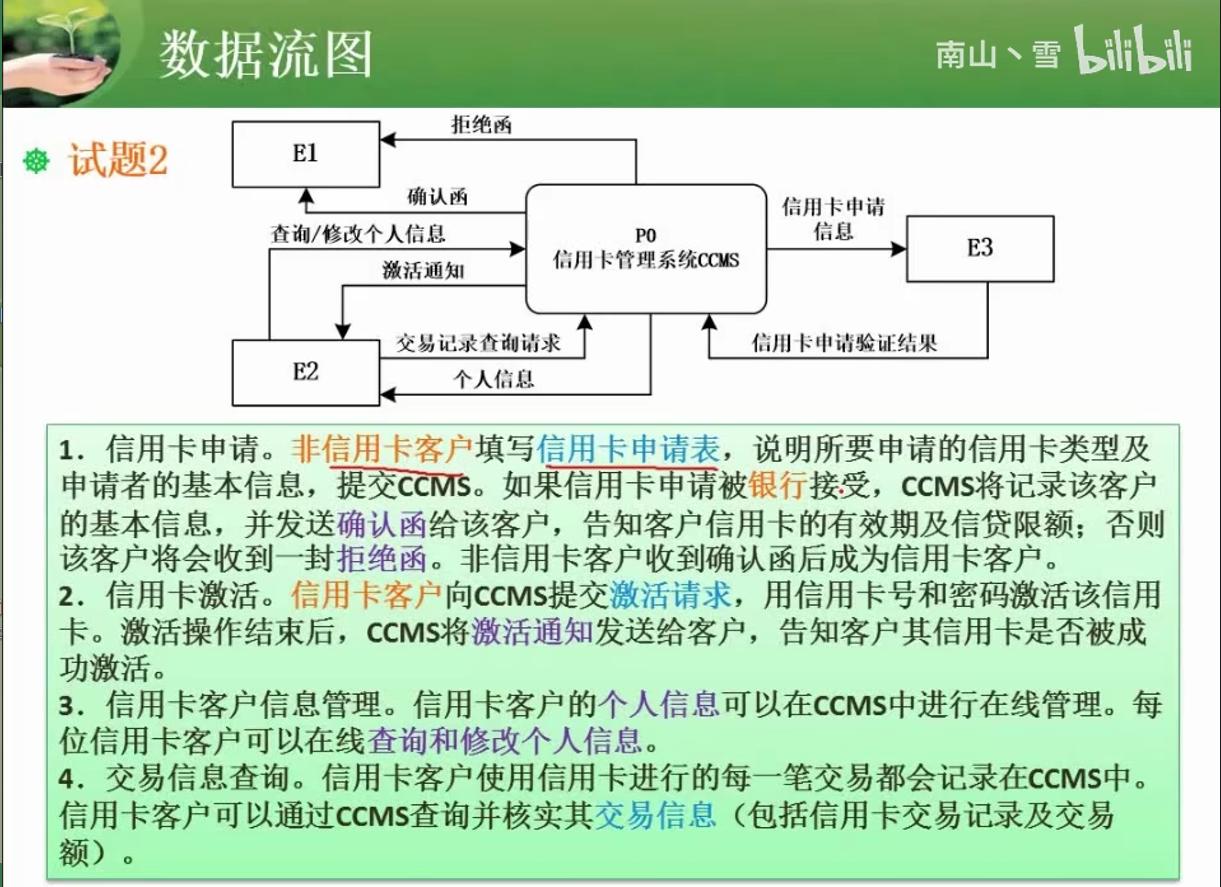 数据流图
南山丶雪 bilibili
试题2
拒绝函
E1
确认函
查询/修改个人信息
激活通知
P0
信用卡管理系统CCMS
信用卡申请
信息
E3
交易记录查询请求
信用卡申请验证结果
E2
个人信息
1．信用卡申请。非信用卡客户填写信用卡申请表，说明所要申请的信用卡类型及
申请者的基本信息，提交CCMS。如果信用卡申请被银行接受，CCMS将记录该客户
的基本信息，并发送确认函给该客户，告知客户信用卡的有效期及信贷限额；否则
该客户将会收到一封拒绝函。非信用卡客户收到确认函后成为信用卡客户。
2．信用卡激活。信用卡客户向CCMS提交激活请求，用信用卡号和密码激活该信用
卡。激活操作结束后，CCMS将激活通知发送给客户，告知客户其信用卡是否被成
功激活。
3．信用卡客户信息管理。信用卡客户的个人信息可以在CCMS中进行在线管理。每
位信用卡客户可以在线查询和修改个人信息。
4．交易信息查询。信用卡客户使用信用卡进行的每一笔交易都会记录在CCMS中。
信用卡客户可以通过CCMS查询并核实其交易信息（包括信用卡交易记录及交易
额）。